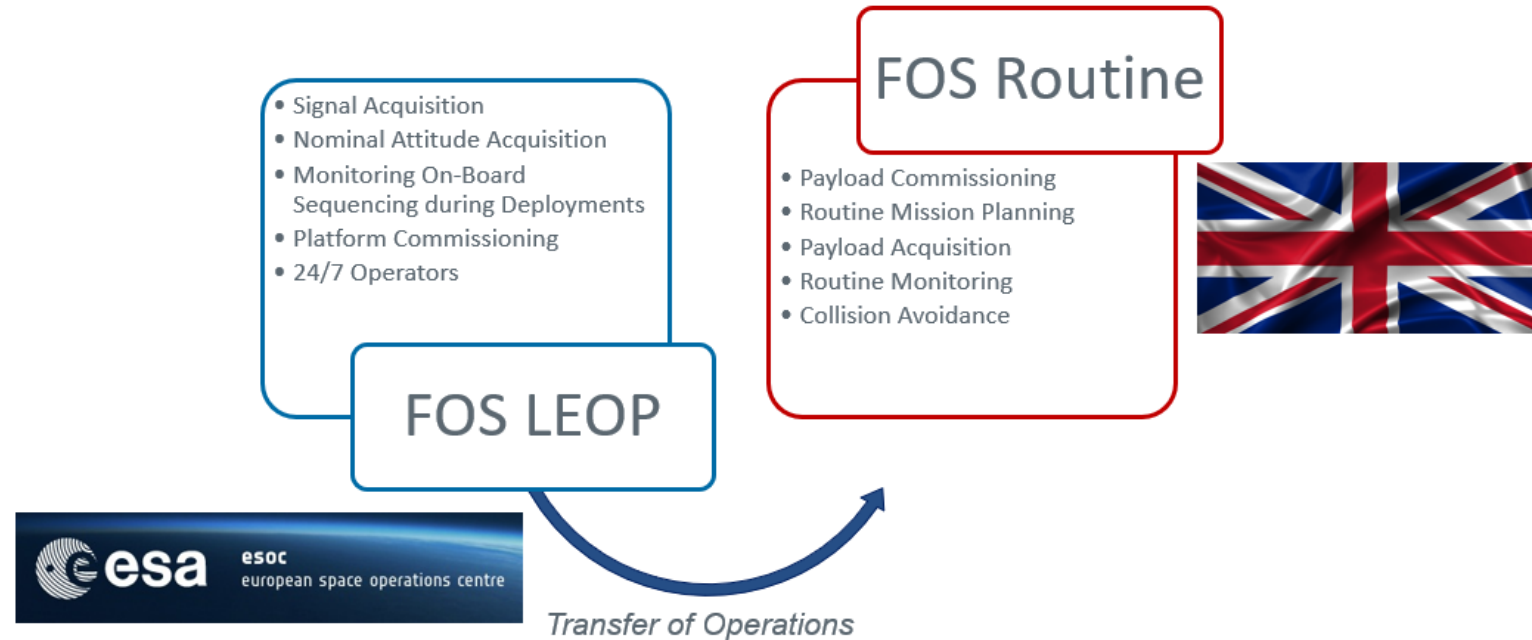 FOS Routine
• Signal Acquisition
• Nominal Attitude Acquisition
• Monitoring On-Board
Sequencing during Deployments
• Platform Commissioning
• 24/7 Operators
FOS LEOP
• Payload Commissioning
• Routine Mission Planning
• Payload Acquisition
• Routine Monitoring
• Collision Avoidance
esa
esoc
european space operations centre
Transfer of Operations